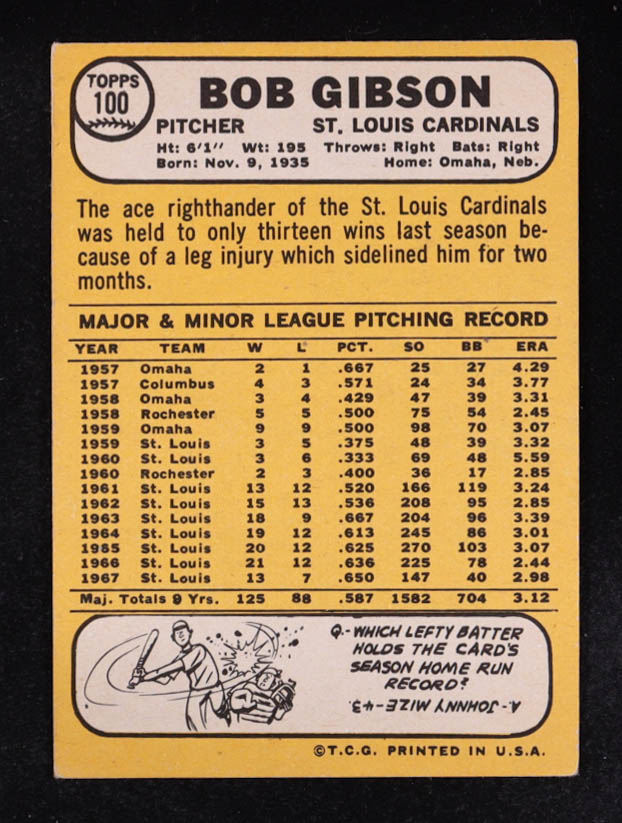 TOPPS
100
BOB GIBSON
PITCHER ST. LOUIS CARDINALS
Ht: 6'1" Wt: 195 Throws: Right Bats: Right
Born: Nov. 9, 1935 Home: Omaha, Neb.
The ace righthander of the St. Louis Cardinals
was held to only thirteen wins last season be-
cause of a leg injury which sidelined him for two
months.
MAJOR & MINOR LEAGUE PITCHING RECORD
YEAR TEAM W L PCT. SO BB ERA
1957 Omaha 2 1 .667 25 27 4.29
1957 Columbus 4 3 .571 24 34 3.77
1958 Omaha 3 4 .429 47 39 3.31
1958 Rochester 5 5 .500 75 54 2.45
1959 Omaha 9 9 .500 98 70 3.07
1959 St. Louis 3 5 .375 48 39 3.32
1960 St. Louis 3 6 .333 69 48 5.59
1960 Rochester 2 3 .400 36 17 2.85
1961 St. Louis 13 12 .520 166 119 3.24
1962 St. Louis 15 13 .536 208 95 2.85
1963 St. Louis 18 9 .667 204 96 3.39
1964 St. Louis 19 12 .613 245 86 3.01
1985 St. Louis 20 12 .625 270 103 3.07
1966 St. Louis 21 12 .636 225 78 2.44
1967 St. Louis 13 7 .650 147 40 2.98
Maj. Totals 9 Yrs. 125 88 .587 1582 704 3.12
Q.-WHICH LEFTY BATTER
HOLDS THE CARD'S
SEASON HOME RUN
RECORD?
A.-JOHNNY MIZE-43.
©T.C.G. PRINTED IN U.S.A.